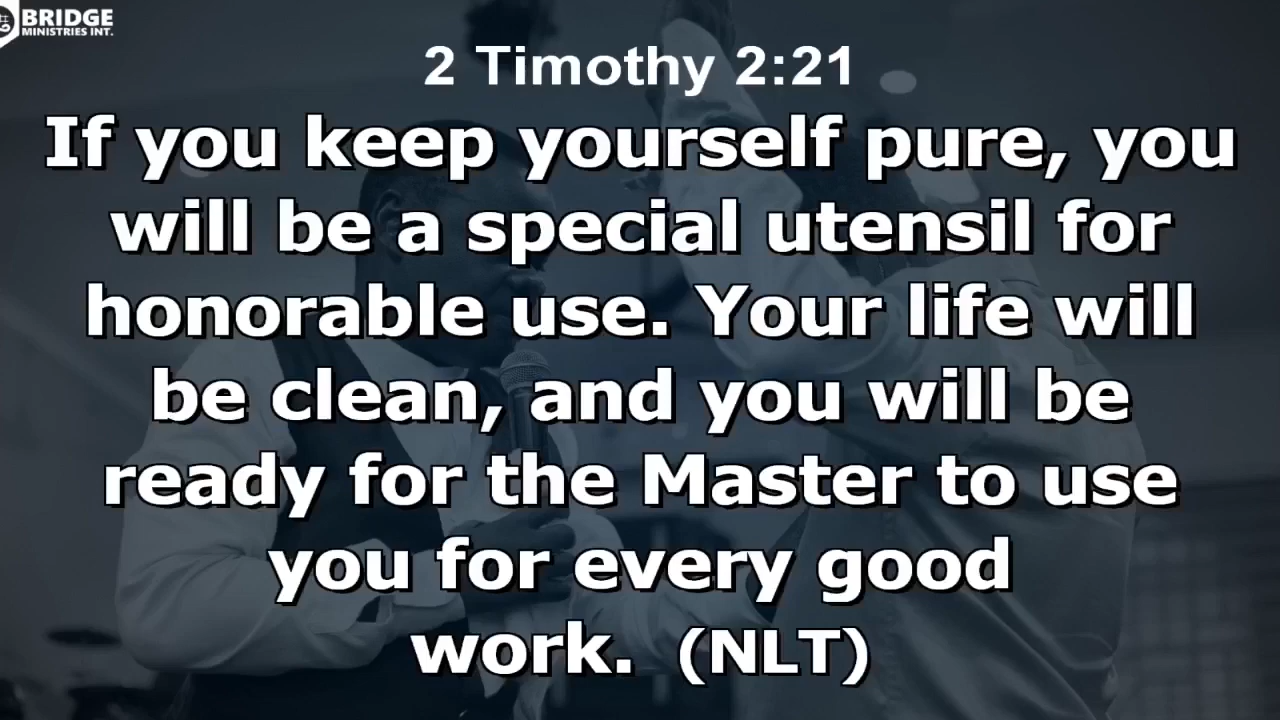 BRIDGE
MINISTRIES INT.
2 Timothy 2:21
If you keep yourself pure, you
will be a special utensil for
honorable use. Your life will
be clean, and you will be
ready for the Master to use
you for every good
work. (NLT)